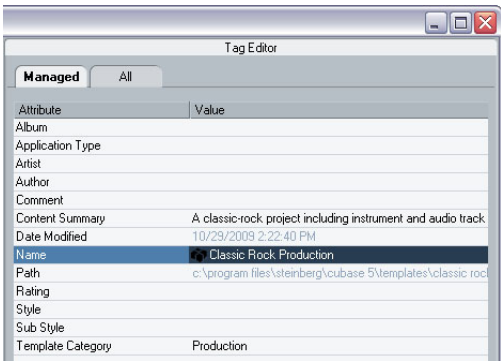 Tag Editor
Managed All
Attribute Value
Album
Application Type
Artist
Author
Comment
Content Summary A classic-rock project including instrument and audio track
Date Modified 10/29/2009 2:22:40 PM
Name Classic Rock Production
Path c:\program files\steinberg\cubase 5\templates\classic rocl
Rating
Style
Sub Style
Template Category Production